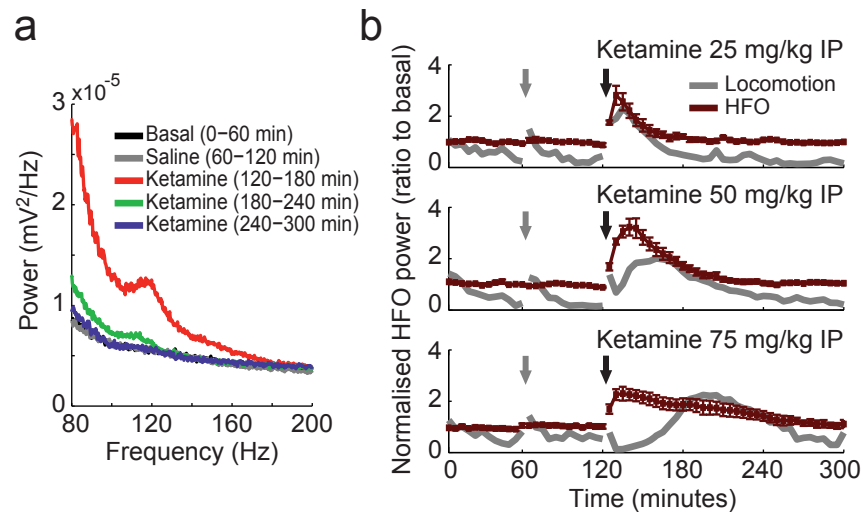 a
×10⁻⁵
3
2
1
0
Power (mV²/Hz)
Basal (0−60 min)
Saline (60−120 min)
Ketamine (120−180 min)
Ketamine (180−240 min)
Ketamine (240−300 min)
80
120
160
200
Frequency (Hz)
b
Normalised HFO power (ratio to basal)
Ketamine 25 mg/kg IP
Locomotion
HFO
4
2
0
Ketamine 50 mg/kg IP
4
2
0
Ketamine 75 mg/kg IP
4
2
0
0
60
120
180
240
300
Time (minutes)